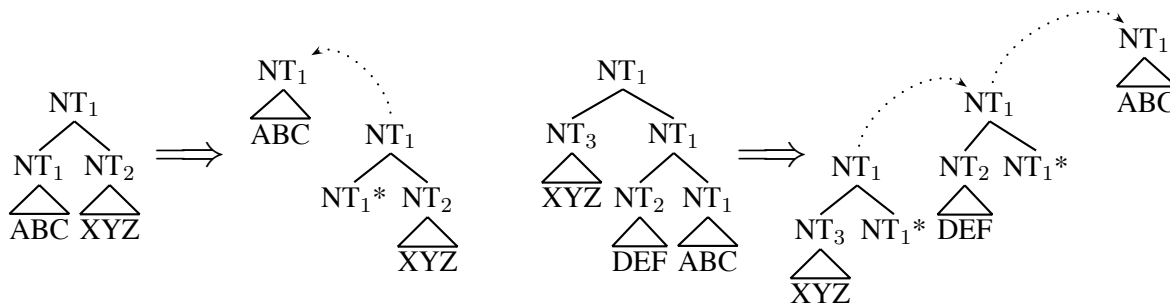 NT₁
NT₁ NT₂
ABC XYZ
⟹
NT₁
ABC
NT₁
NT₁* NT₂
XYZ
NT₁
NT₃ NT₁
XYZ NT₂ NT₁
DEF ABC
⟹
NT₁
NT₃ NT₁*
XYZ
NT₁
NT₂ NT₁*
DEF
NT₁
ABC